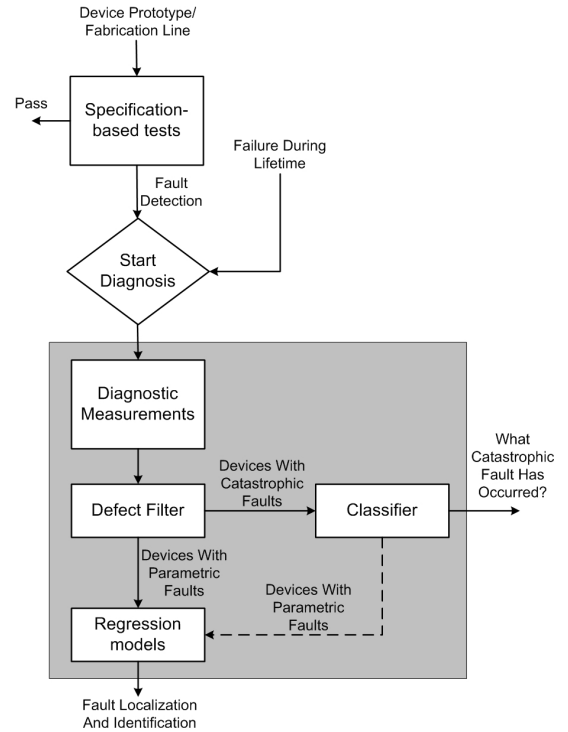 Device Prototype/
Fabrication Line
Specification-
based tests
Pass
Failure During
Lifetime
Fault
Detection
Start
Diagnosis
Diagnostic
Measurements
What
Catastrophic
Fault Has
Occurred?
Devices With
Catastrophic
Faults
Defect Filter
Classifier
Devices With
Parametric
Faults
Devices With
Parametric
Faults
Regression
models
Fault Localization
And Identification